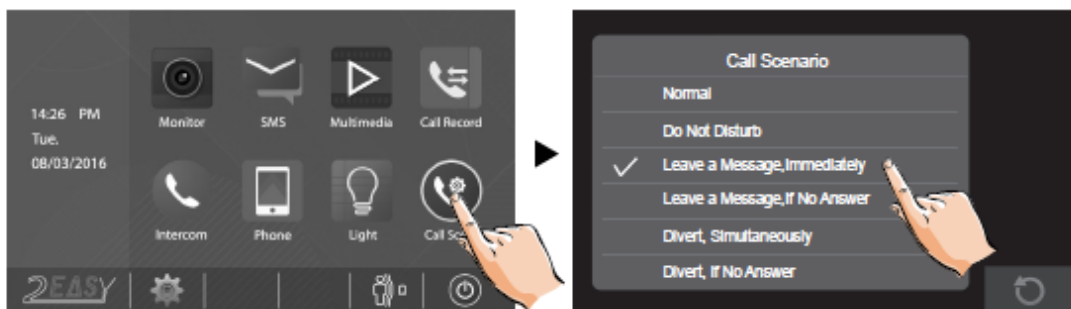 14:26 PM
Tue.
08/03/2016
Monitor
SMS
Multimedia
Call Record
Intercom
Phone
Light
Call
2EASY
Call Scenario
Normal
Do Not Disturb
Leave a Message,Immediately
Leave a Message,If No Answer
Divert, Simultaneously
Divert, If No Answer